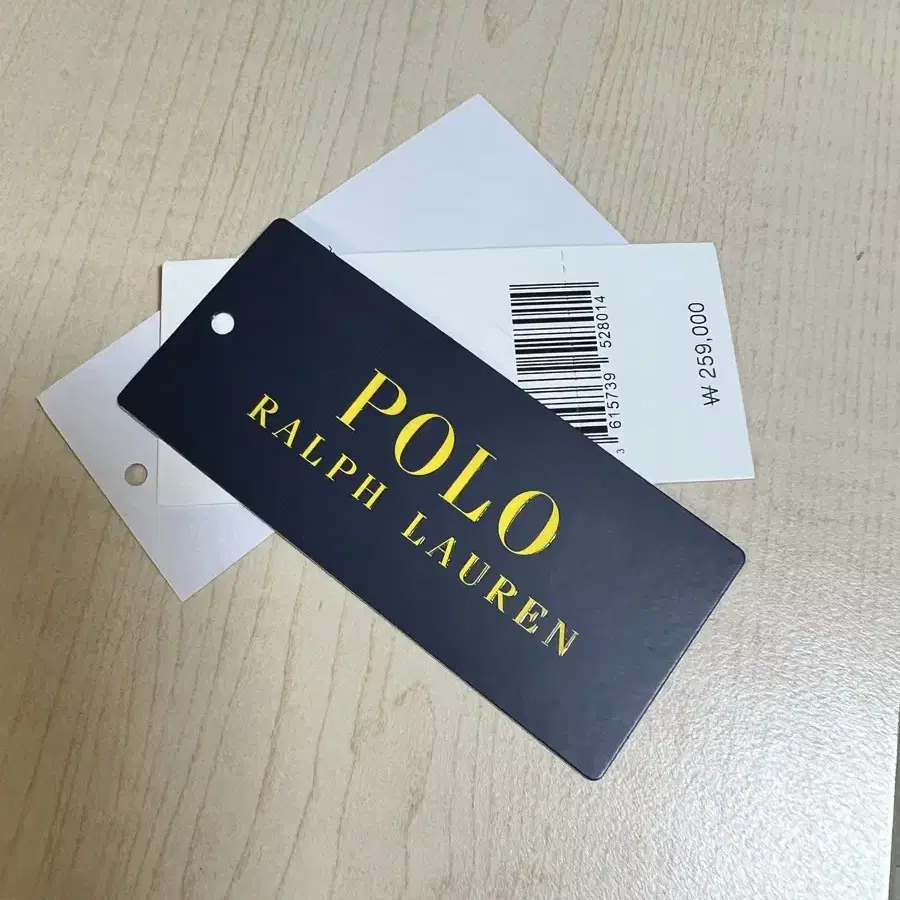 POLO
RALPH LAUREN
3 615739 528014
₩ 259,000